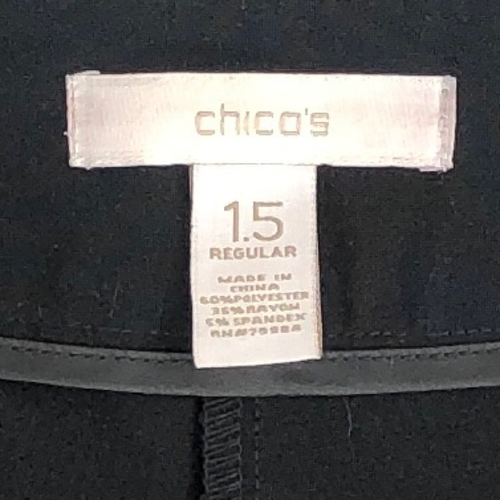 chico's
1.5
REGULAR
MADE IN
CHINA
60%POLYESTER
35%RAYON
5% SPANDEX